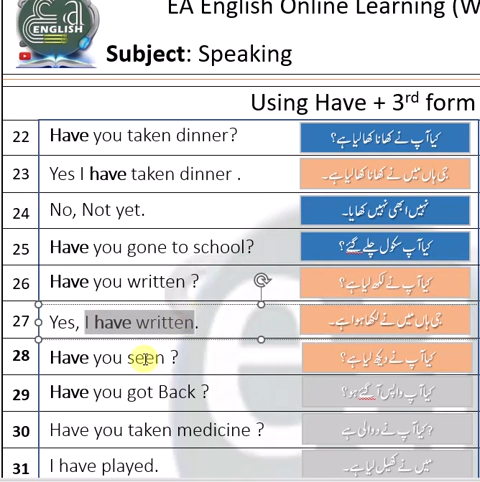 EA English Online Learning (W
EA
ENGLISH
Subject: Speaking
Using Have + 3rd form
22 Have you taken dinner? کیا آپ نے کھانا کھا لیا ہے؟
23 Yes I have taken dinner . جی ہاں میں نے کھانا کھا لیا ہے۔
24 No, Not yet. نہیں ابھی نہیں کھایا۔
25 Have you gone to school? کیا آپ سکول چلے گئے؟
26 Have you written ? کیا آپ نے لکھ لیا ہے؟
27 Yes, I have written. جی ہاں میں نے لکھا ہوا ہے۔
28 Have you seen ? کیا آپ نے دیکھ لیا ہے؟
29 Have you got Back ? کیا آپ واپس آ گئے ہو؟
30 Have you taken medicine ? کیا آپ نے دوا لی ہے?
31 I have played. میں نے کھیل لیا ہے۔